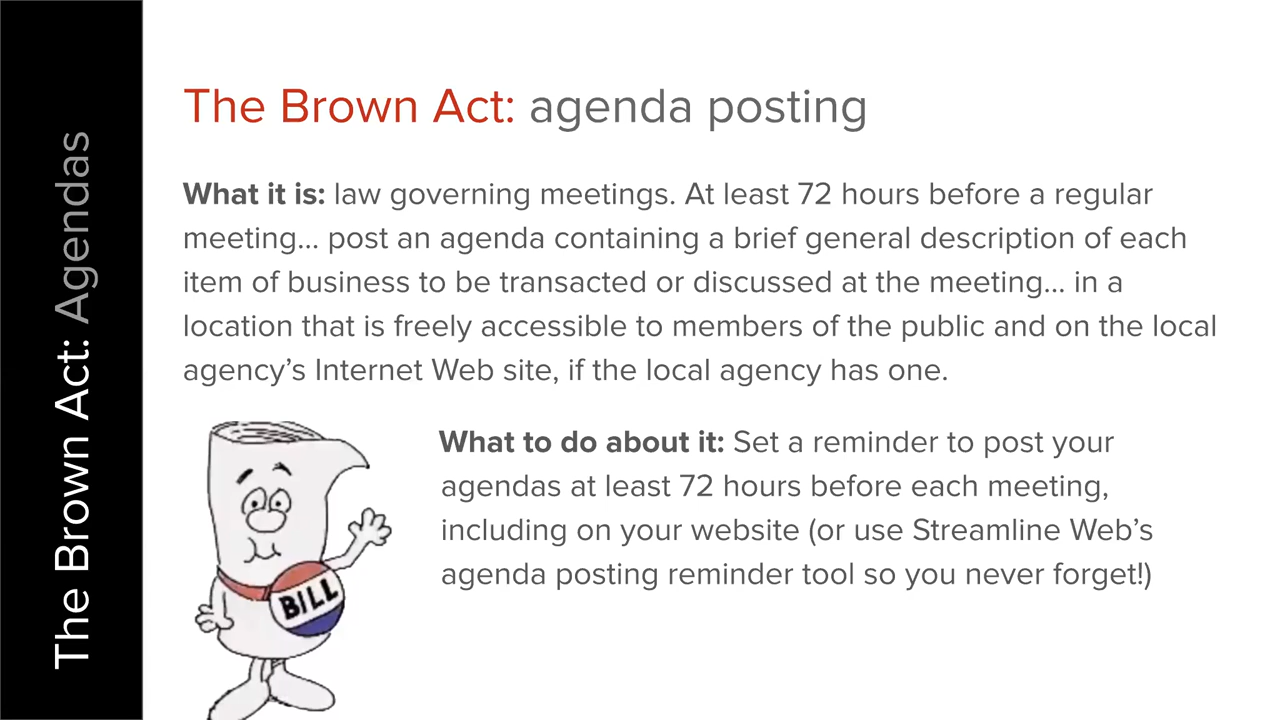 The Brown Act: Agendas
The Brown Act: agenda posting
What it is: law governing meetings. At least 72 hours before a regular
meeting... post an agenda containing a brief general description of each
item of business to be transacted or discussed at the meeting... in a
location that is freely accessible to members of the public and on the local
agency’s Internet Web site, if the local agency has one.
What to do about it: Set a reminder to post your
agendas at least 72 hours before each meeting,
including on your website (or use Streamline Web’s
agenda posting reminder tool so you never forget!)
BILL